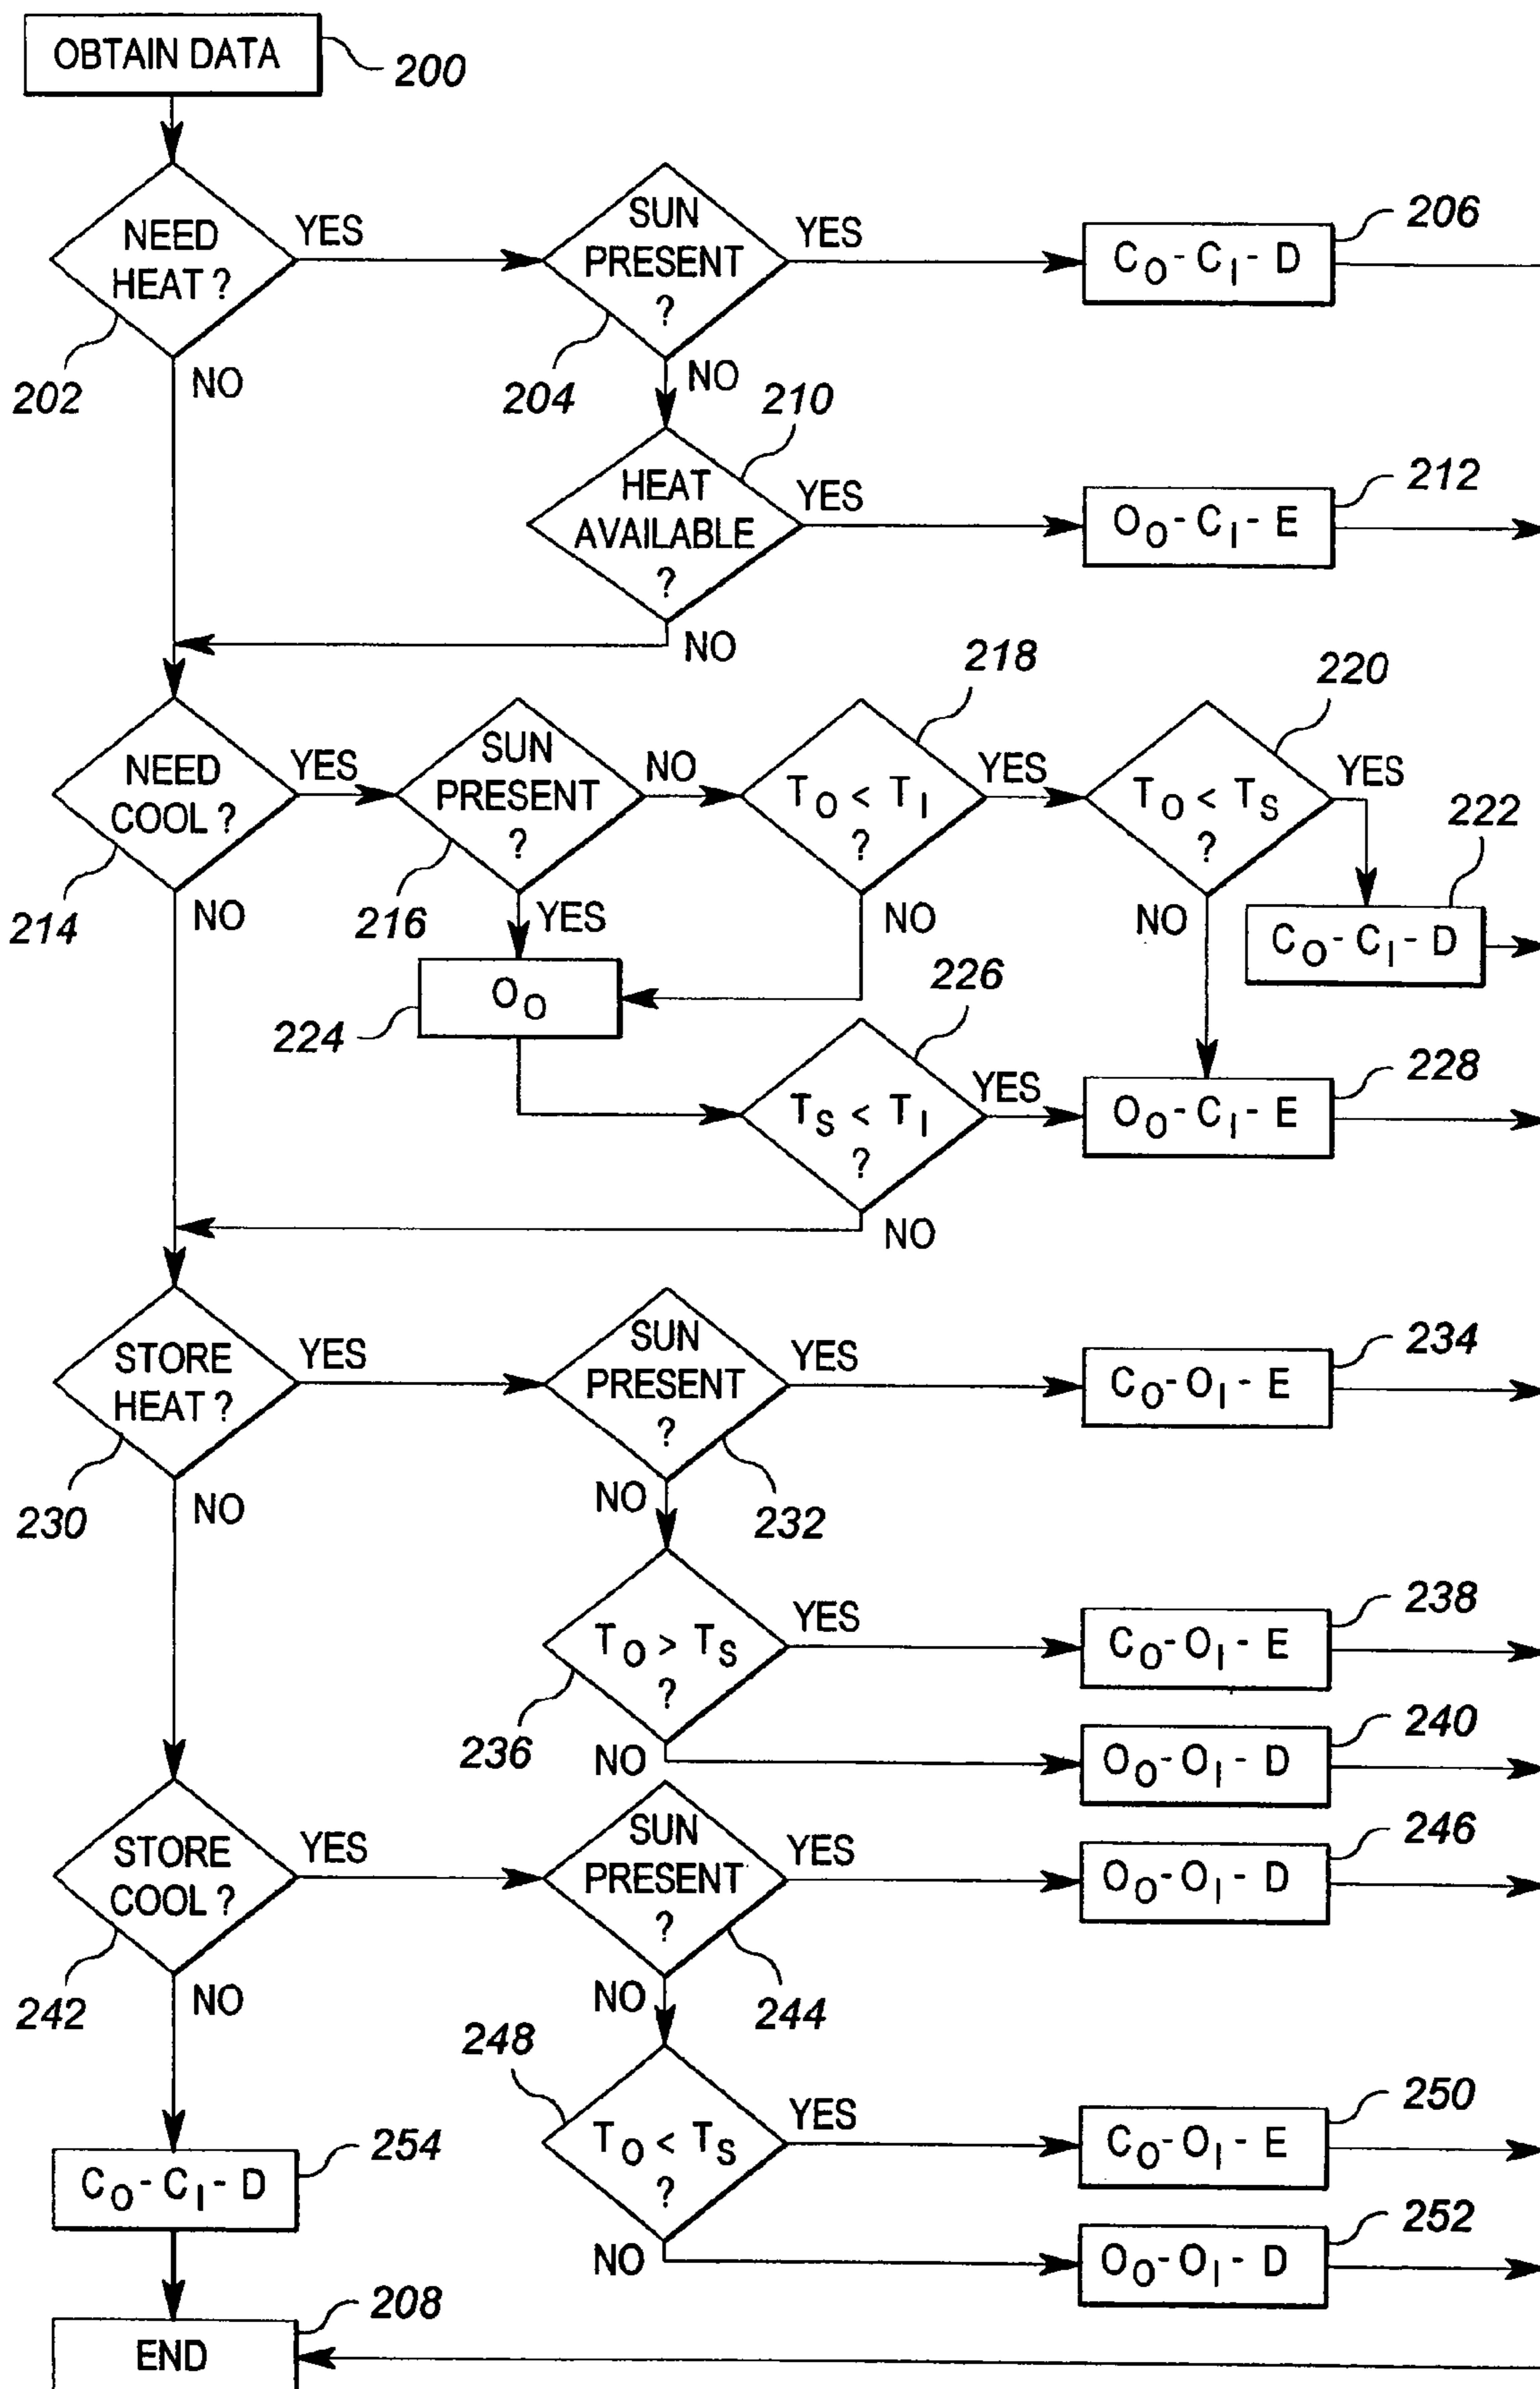 OBTAIN DATA
200
NEED
HEAT ?
202
YES
NO
SUN
PRESENT
?
204
YES
NO
C_O - C_I - D
206
HEAT
AVAILABLE
?
210
YES
NO
O_O - C_I - E
212
NEED
COOL ?
214
YES
NO
SUN
PRESENT
?
216
NO
YES
T_O < T_I
?
218
YES
NO
T_O < T_S
?
220
YES
NO
C_O - C_I - D
222
O_O
224
T_S < T_I
?
226
YES
NO
O_O - C_I - E
228
STORE
HEAT ?
230
YES
NO
SUN
PRESENT
?
232
YES
NO
C_O - O_I - E
234
T_O > T_S
?
236
YES
NO
C_O - O_I - E
238
O_O - O_I - D
240
STORE
COOL ?
242
YES
NO
SUN
PRESENT
?
244
YES
NO
O_O - O_I - D
246
T_O < T_S
?
248
YES
NO
C_O - O_I - E
250
O_O - O_I - D
252
C_O - C_I - D
254
END
208